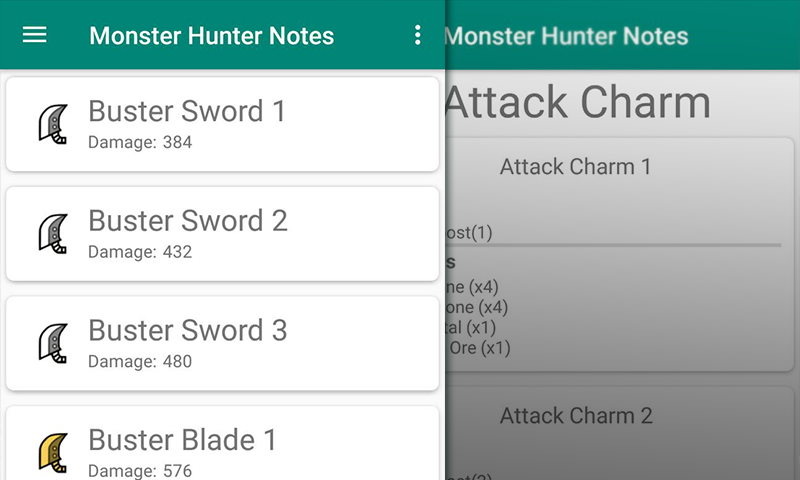 Monster Hunter Notes
Buster Sword 1
Damage: 384
Buster Sword 2
Damage: 432
Buster Sword 3
Damage: 480
Buster Blade 1
Damage: 576
Monster Hunter Notes
Attack Charm
Attack Charm 1
ost(1)
s
ne (x4)
one (x4)
tal (x1)
Ore (x1)
Attack Charm 2